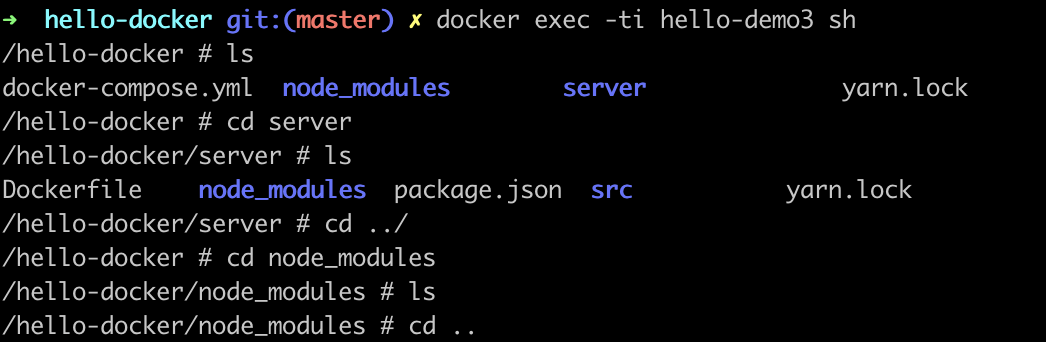 ➜ hello-docker git:(master) ✗ docker exec -ti hello-demo3 sh
/hello-docker # ls
docker-compose.yml node_modules server yarn.lock
/hello-docker # cd server
/hello-docker/server # ls
Dockerfile node_modules package.json src yarn.lock
/hello-docker/server # cd ../
/hello-docker # cd node_modules
/hello-docker/node_modules # ls
/hello-docker/node_modules # cd ..